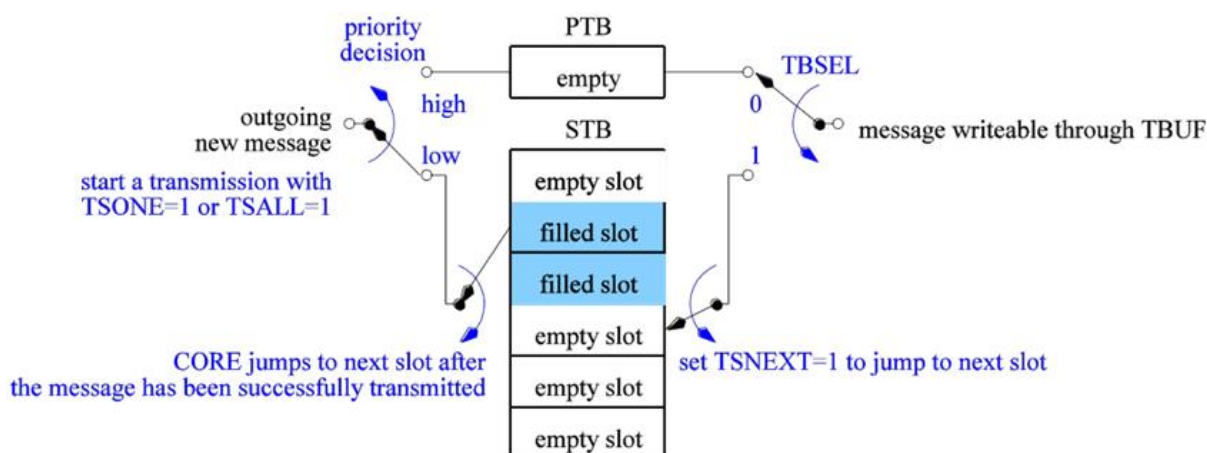 priority
decision
PTB
empty
TBSEL
high
0
outgoing
new message
message writeable through TBUF
STB
low
1
start a transmission with
TSONE=1 or TSALL=1
empty slot
filled slot
filled slot
empty slot
CORE jumps to next slot after
the message has been successfully transmitted
set TSNEXT=1 to jump to next slot
empty slot
empty slot